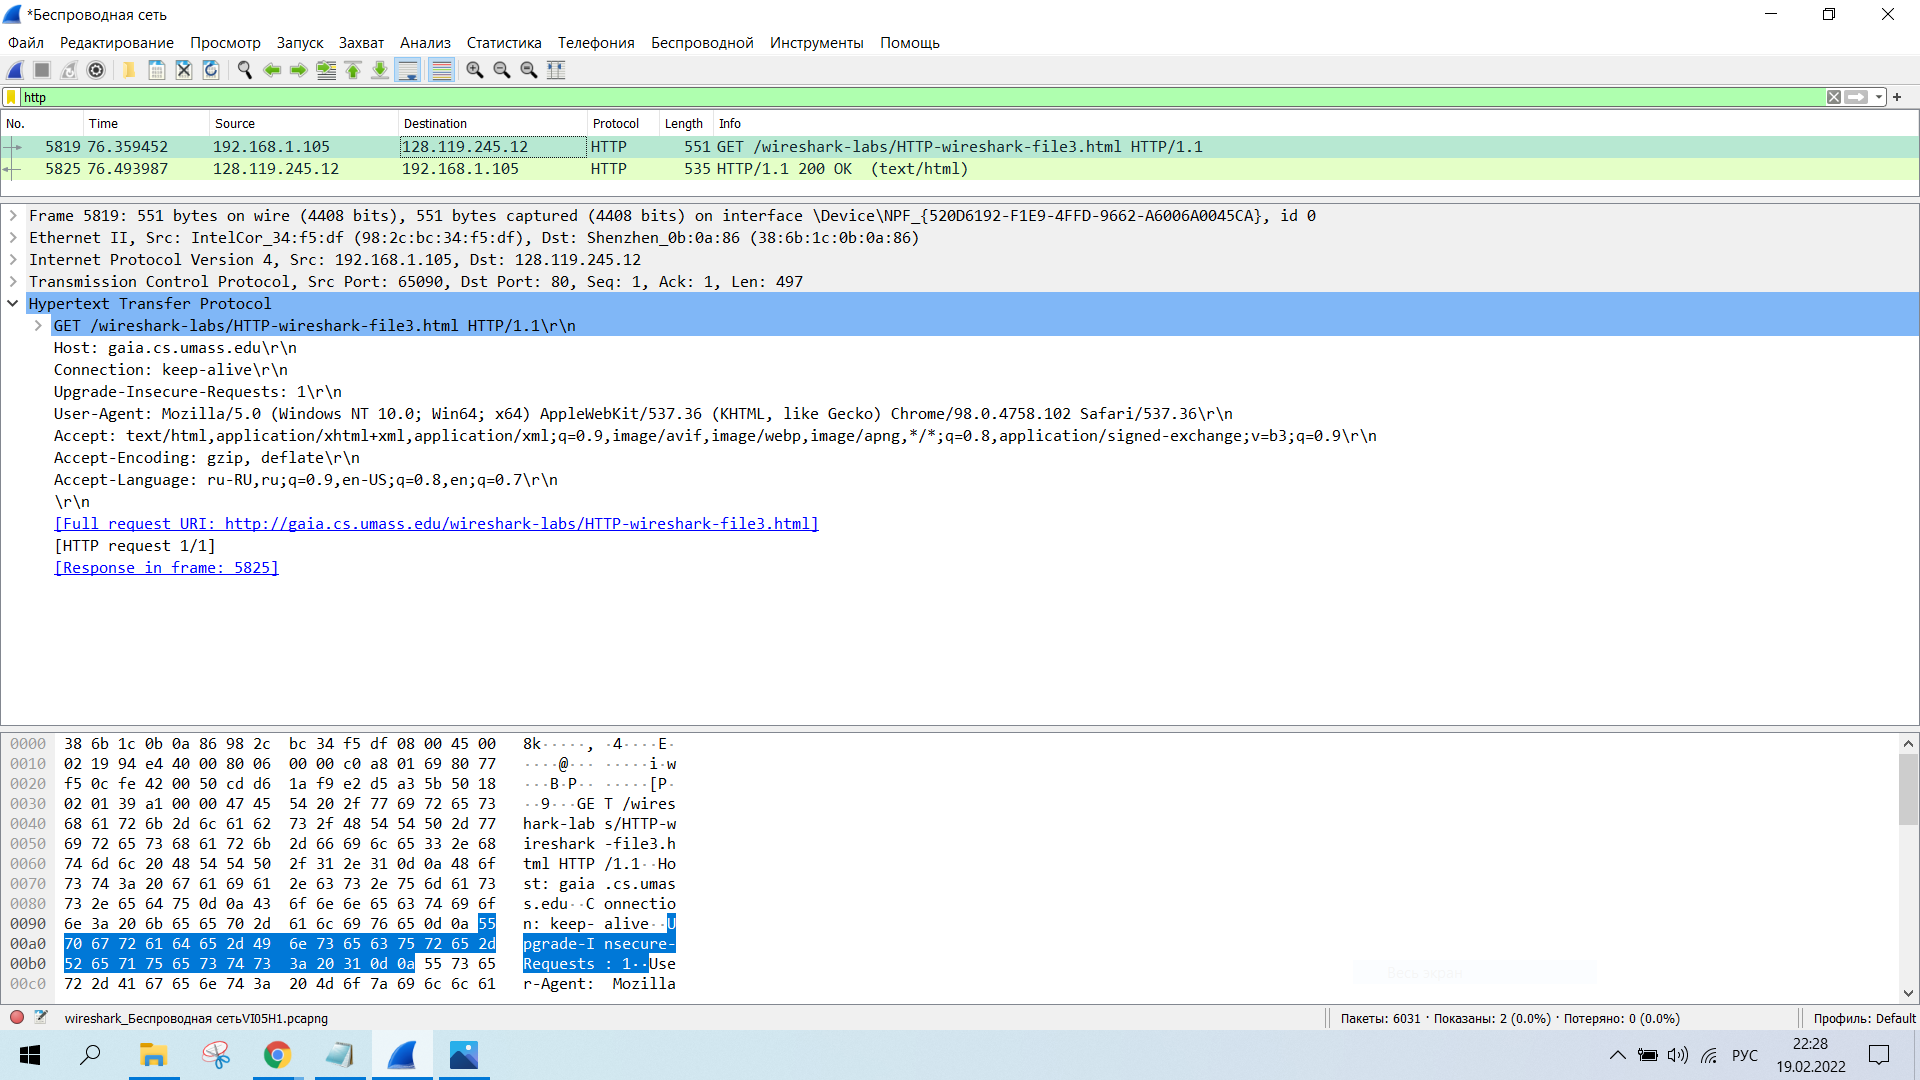 *Беспроводная сеть
Файл Редактирование Просмотр Запуск Захват Анализ Статистика Телефония Беспроводной Инструменты Помощь
http
No. Time Source Destination Protocol Length Info
5819 76.359452 192.168.1.105 128.119.245.12 HTTP 551 GET /wireshark-labs/HTTP-wireshark-file3.html HTTP/1.1
5825 76.493987 128.119.245.12 192.168.1.105 HTTP 535 HTTP/1.1 200 OK (text/html)
Frame 5819: 551 bytes on wire (4408 bits), 551 bytes captured (4408 bits) on interface \Device\NPF_{520D6192-F1E9-4FFD-9662-A6006A0045CA}, id 0
Ethernet II, Src: IntelCor_34:f5:df (98:2c:bc:34:f5:df), Dst: Shenzhen_0b:0a:86 (38:6b:1c:0b:0a:86)
Internet Protocol Version 4, Src: 192.168.1.105, Dst: 128.119.245.12
Transmission Control Protocol, Src Port: 65090, Dst Port: 80, Seq: 1, Ack: 1, Len: 497
Hypertext Transfer Protocol
GET /wireshark-labs/HTTP-wireshark-file3.html HTTP/1.1\r\n
Host: gaia.cs.umass.edu\r\n
Connection: keep-alive\r\n
Upgrade-Insecure-Requests: 1\r\n
User-Agent: Mozilla/5.0 (Windows NT 10.0; Win64; x64) AppleWebKit/537.36 (KHTML, like Gecko) Chrome/98.0.4758.102 Safari/537.36\r\n
Accept: text/html,application/xhtml+xml,application/xml;q=0.9,image/avif,image/webp,image/apng,*/*;q=0.8,application/signed-exchange;v=b3;q=0.9\r\n
Accept-Encoding: gzip, deflate\r\n
Accept-Language: ru-RU,ru;q=0.9,en-US;q=0.8,en;q=0.7\r\n
\r\n
[Full request URI: http://gaia.cs.umass.edu/wireshark-labs/HTTP-wireshark-file3.html]
[HTTP request 1/1]
[Response in frame: 5825]
0000 38 6b 1c 0b 0a 86 98 2c bc 34 f5 df 08 00 45 00 8k·····, ·4····E·
0010 02 19 94 e4 40 00 80 06 00 00 c0 a8 01 69 80 77 ····@··· ·····i·w
0020 f5 0c fe 42 00 50 cd d6 1a f9 e2 d5 a3 5b 50 18 ···B·P·· ·····[P·
0030 02 01 39 a1 00 00 47 45 54 20 2f 77 69 72 65 73 ··9···GE T /wires
0040 68 61 72 6b 2d 6c 61 62 73 2f 48 54 54 50 2d 77 hark-lab s/HTTP-w
0050 69 72 65 73 68 61 72 6b 2d 66 69 6c 65 33 2e 68 ireshark -file3.h
0060 74 6d 6c 20 48 54 54 50 2f 31 2e 31 0d 0a 48 6f tml HTTP /1.1··Ho
0070 73 74 3a 20 67 61 69 61 2e 63 73 2e 75 6d 61 73 st: gaia .cs.umas
0080 73 2e 65 64 75 0d 0a 43 6f 6e 6e 65 63 74 69 6f s.edu··C onnectio
0090 6e 3a 20 6b 65 65 70 2d 61 6c 69 76 65 0d 0a 55 n: keep- alive··U
00a0 70 67 72 61 64 65 2d 49 6e 73 65 63 75 72 65 2d pgrade-I nsecure-
00b0 52 65 71 75 65 73 74 73 3a 20 31 0d 0a 55 73 65 Requests : 1··Use
00c0 72 2d 41 67 65 6e 74 3a 20 4d 6f 7a 69 6c 6c 61 r-Agent: Mozilla
wireshark_Беспроводная сетьVI05H1.pcapng Пакеты: 6031 · Показаны: 2 (0.0%) · Потеряно: 0 (0.0%) Профиль: Default
РУС 22:28
19.02.2022